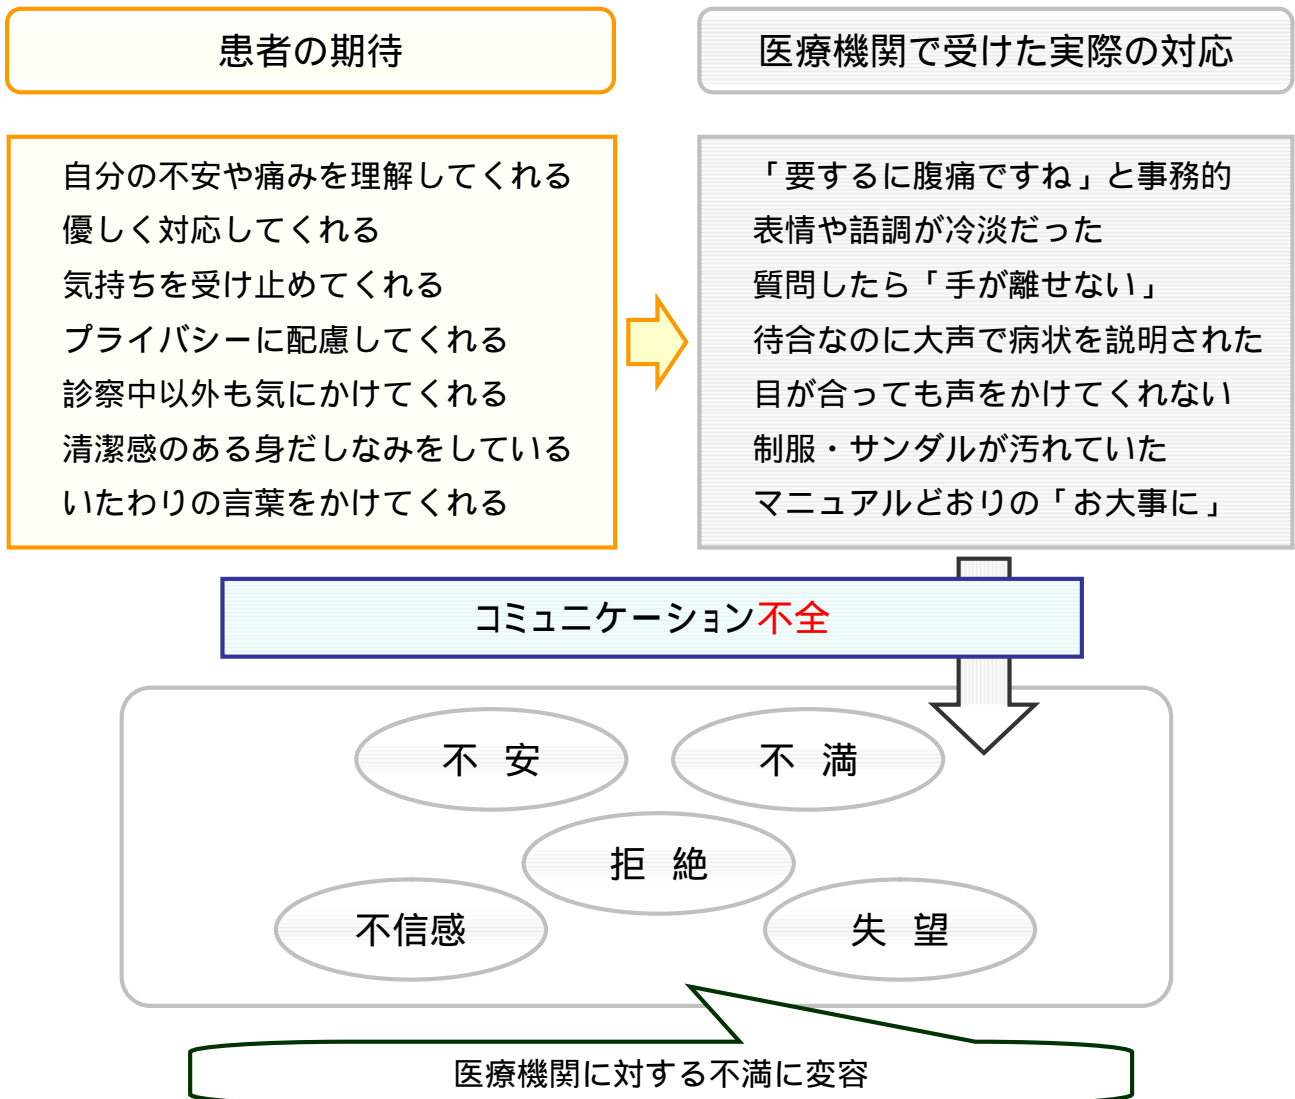 患者の期待
医療機関で受けた実際の対応
自分の不安や痛みを理解してくれる
優しく対応してくれる
気持ちを受け止めてくれる
プライバシーに配慮してくれる
診察中以外も気にかけてくれる
清潔感のある身だしなみをしている
いたわりの言葉をかけてくれる
「要するに腹痛ですね」と事務的
表情や語調が冷淡だった
質問したら「手が離せない」
待合なのに大声で病状を説明された
目が合っても声をかけてくれない
制服・サンダルが汚れていた
マニュアルどおりの「お大事に」
コミュニケーション不全
不 安
不 満
拒 絶
不信感
失 望
医療機関に対する不満に変容